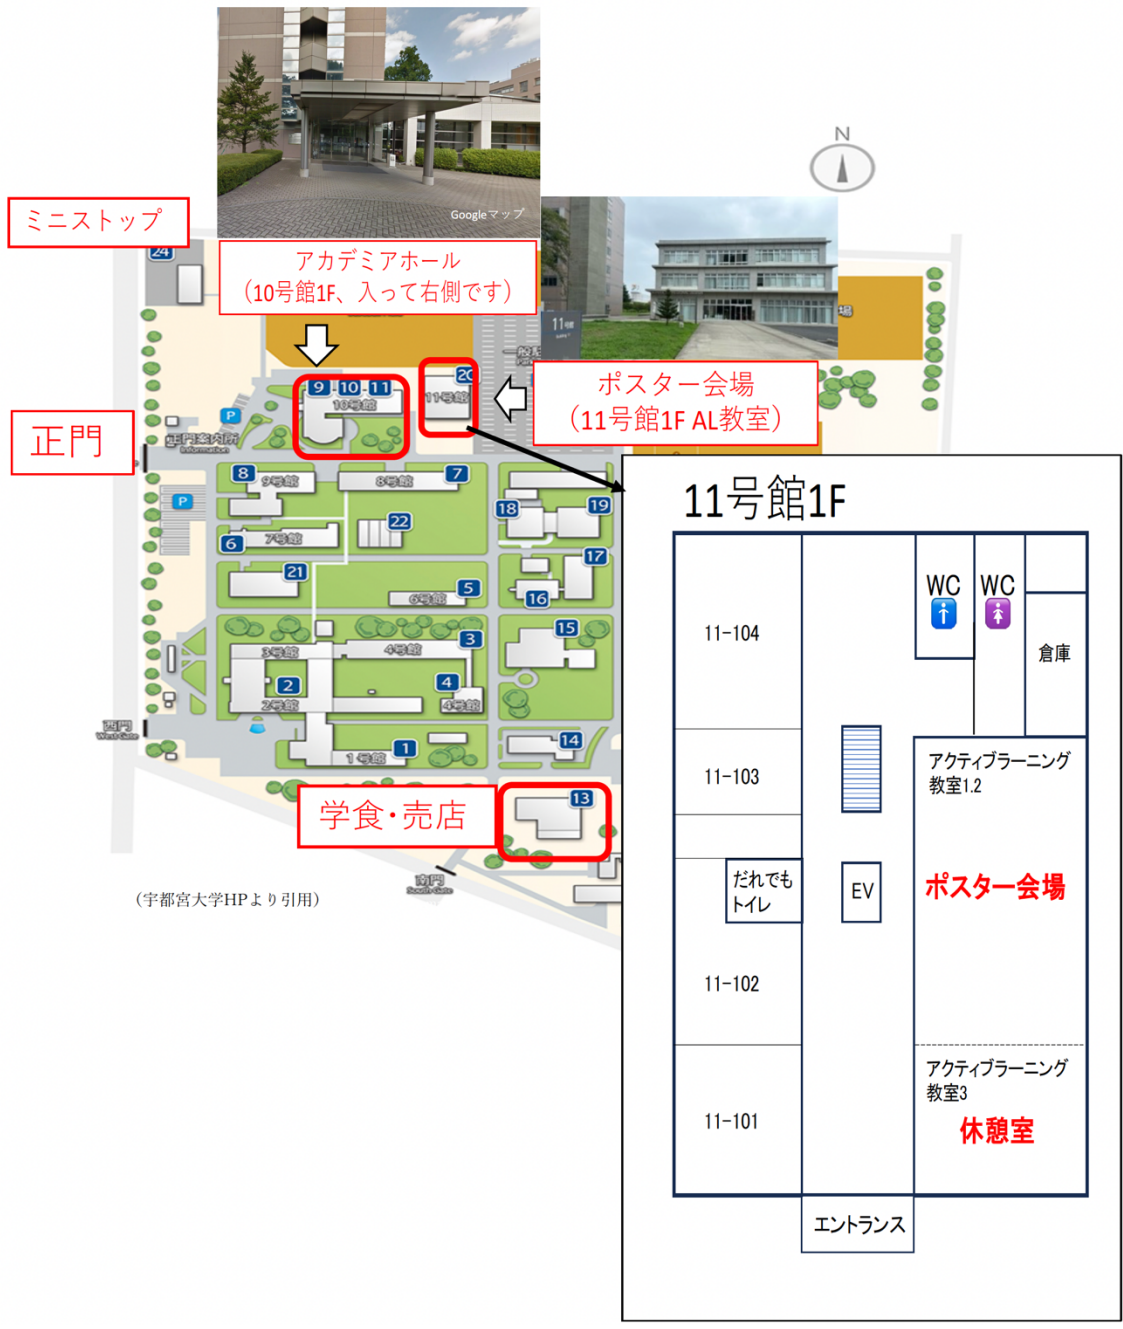 N
Googleマップ
ミニストップ
24
アカデミアホール
（10号館1F、入って右側です）
11号館
ポスター会場
（11号館1F AL教室）
9 10 11
10号館
20
11号館
P
正門
正門案内所
Information
8
9号館
8号館
7
P
18
19
22
6
7号館
17
21
5
6号館
16
15
3
3号館
4号館
2
4
2号館
4号館
西門
West Gate
1
1号館
14
学食・売店
13
南門
South Gate
（宇都宮大学HPより引用）
11号館1F
WC
WC
11-104
倉庫
11-103
アクティブラーニング
教室1.2
だれでも
トイレ
EV
ポスター会場
11-102
アクティブラーニング
教室3
11-101
休憩室
エントランス